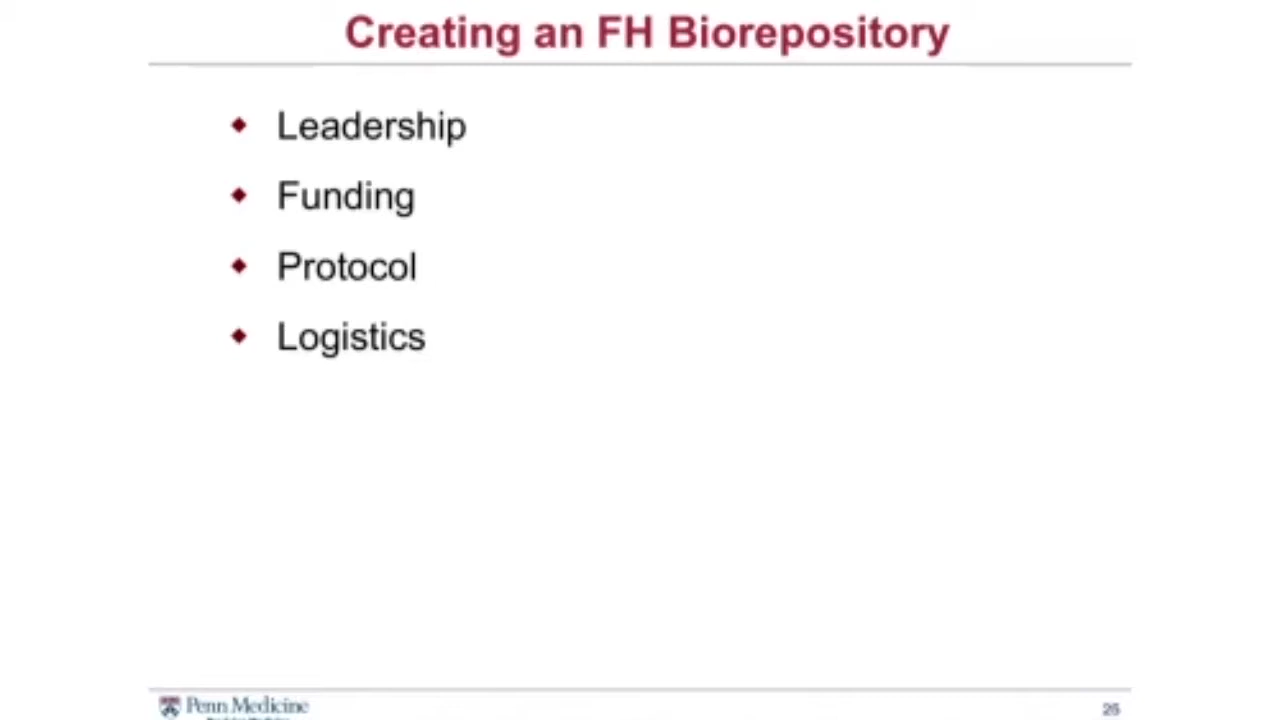 Creating an FH Biorepository
Leadership
Funding
Protocol
Logistics
Penn Medicine